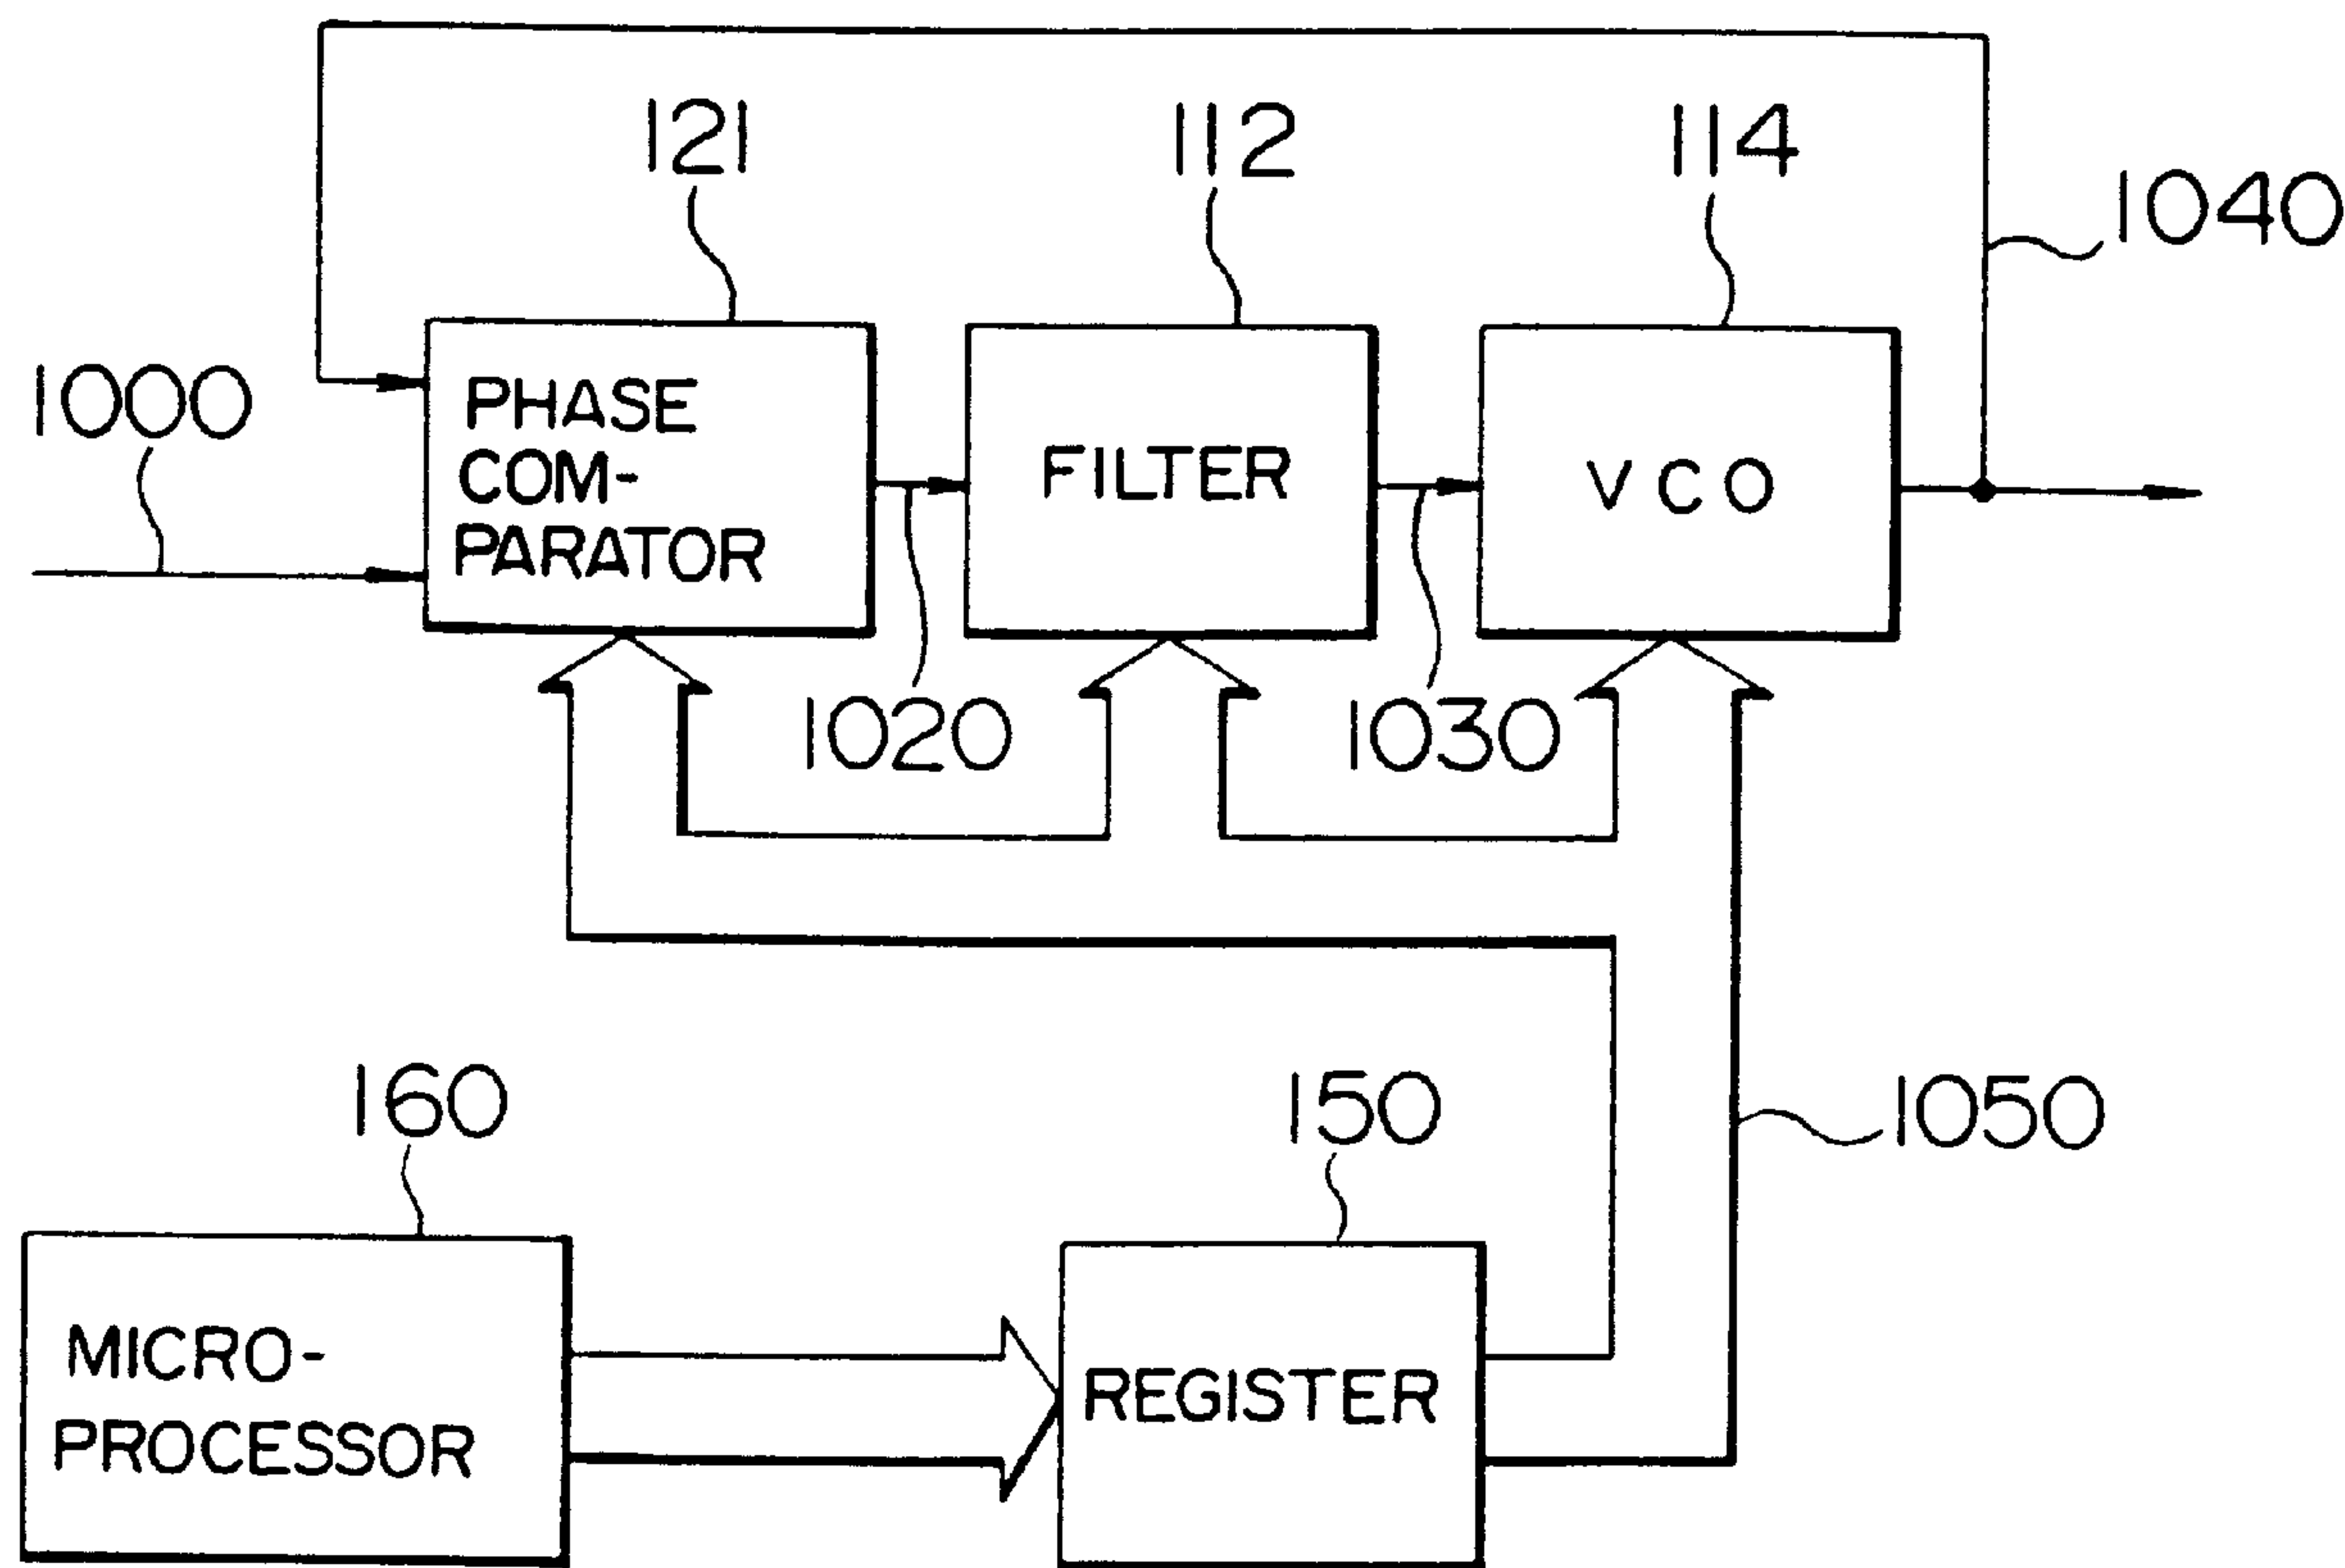 121
112
114
1040
1000
PHASE
COM-
PARATOR
FILTER
VCO
1020
1030
160
150
1050
MICRO-
PROCESSOR
REGISTER